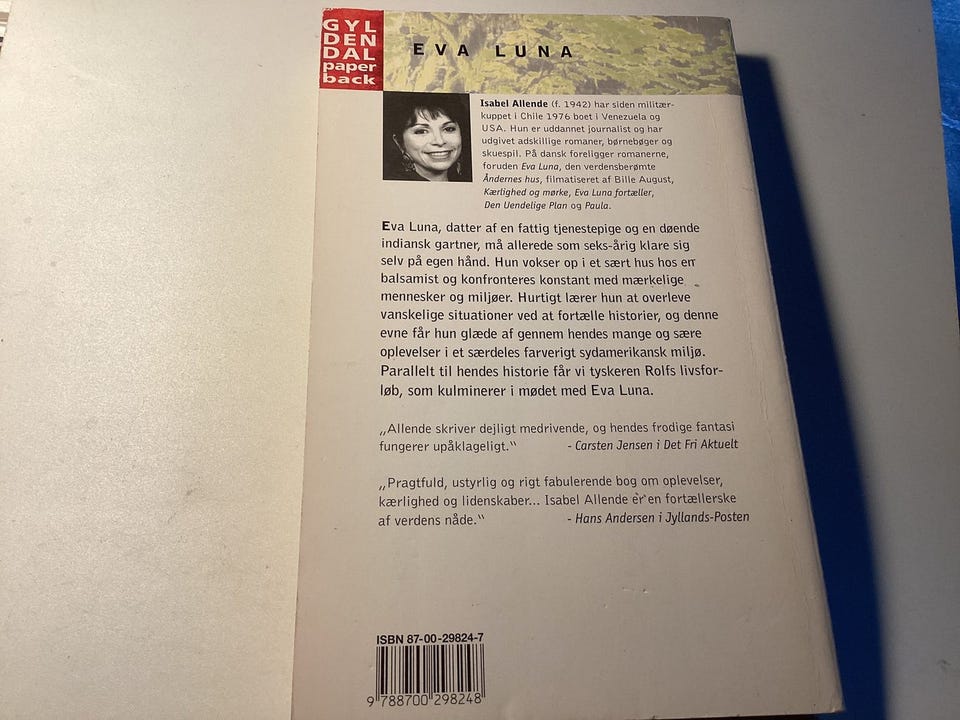 GYL
DEN
DAL
paper
back
EVA LUNA
Isabel Allende (f. 1942) har siden militær-
kuppet i Chile 1976 boet i Venezuela og
USA. Hun er uddannet journalist og har
udgivet adskillige romaner, børnebøger og
skuespil. På dansk foreligger romanerne,
foruden Eva Luna, den verdensberømte
Åndernes hus, filmatiseret af Bille August,
Kærlighed og mørke, Eva Luna fortæller,
Den Uendelige Plan og Paula.
Eva Luna, datter af en fattig tjenestepige og en døende
indiansk gartner, må allerede som seks-årig klare sig
selv på egen hånd. Hun vokser op i et sært hus hos en
balsamist og konfronteres konstant med mærkelige
mennesker og miljøer. Hurtigt lærer hun at overleve
vanskelige situationer ved at fortælle historier, og denne
evne får hun glæde af gennem hendes mange og sære
oplevelser i et særdeles farverigt sydamerikansk miljø.
Parallelt til hendes historie får vi tyskeren Rolfs livsfor-
løb, som kulminerer i mødet med Eva Luna.
„Allende skriver dejligt medrivende, og hendes frodige fantasi
fungerer upåklageligt.“ - Carsten Jensen i Det Fri Aktuelt
„Pragtfuld, ustyrlig og rigt fabulerende bog om oplevelser,
kærlighed og lidenskaber... Isabel Allende er en fortællerske
af verdens nåde.“ - Hans Andersen i Jyllands-Posten
ISBN 87-00-29824-7
9 788700 298248